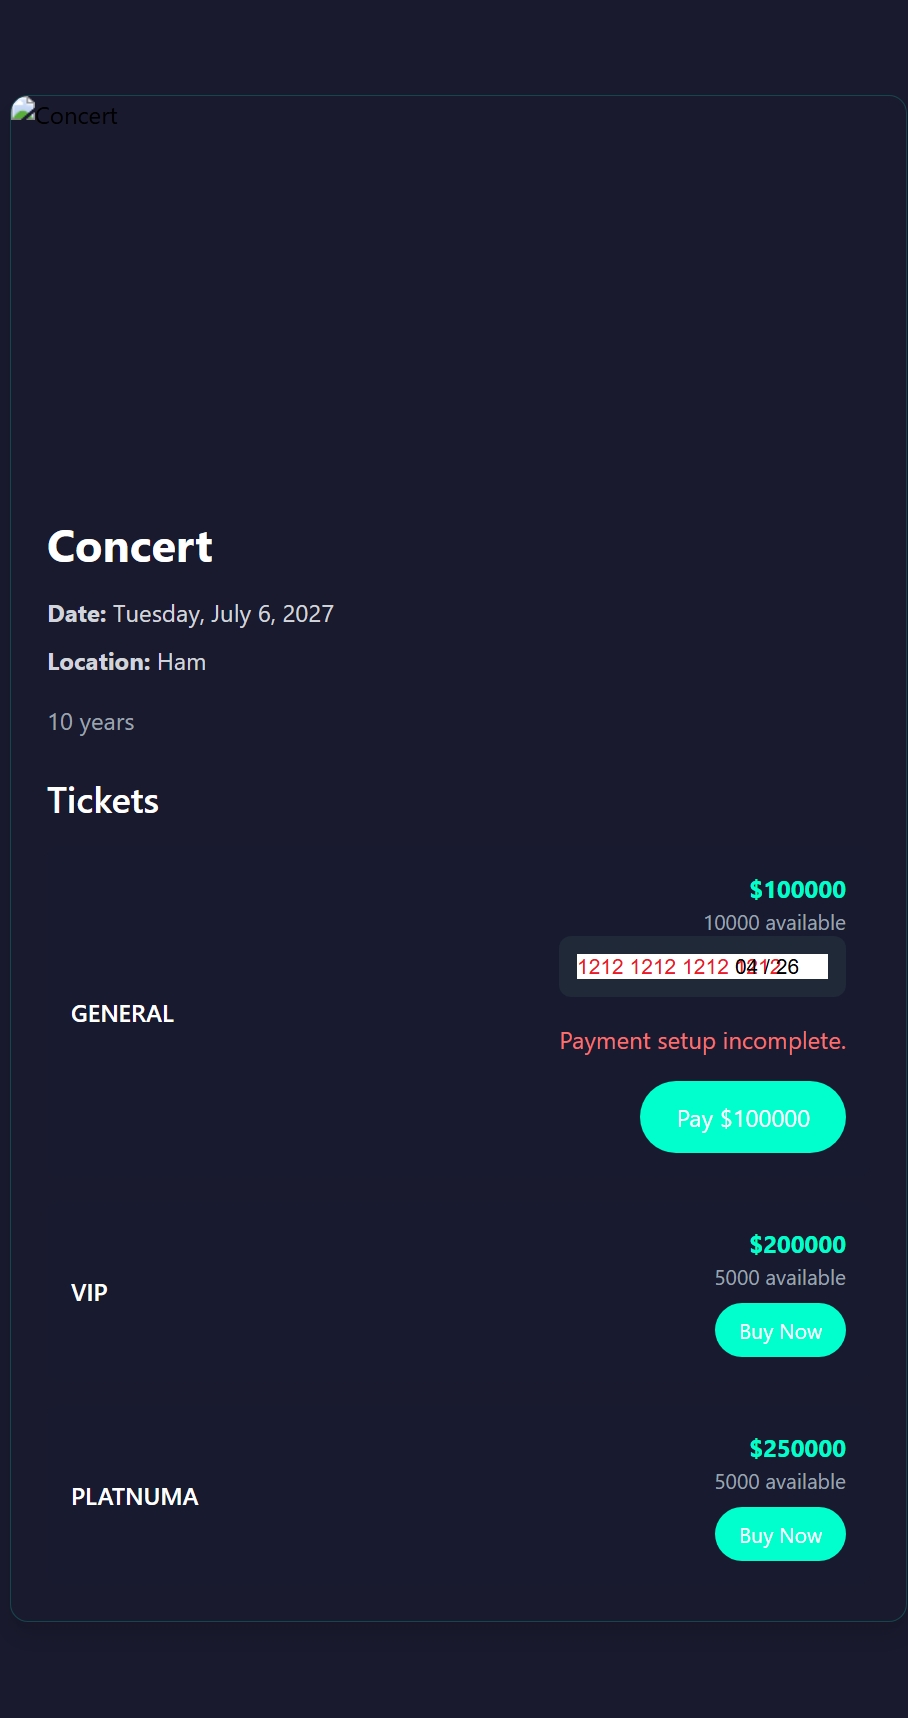 Concert
Concert
Date: Tuesday, July 6, 2027
Location: Ham
10 years
Tickets
$100000
10000 available
1212 1212 1212 1212 04 / 26
GENERAL
Payment setup incomplete.
Pay $100000
$200000
5000 available
VIP
Buy Now
$250000
5000 available
PLATNUMA
Buy Now